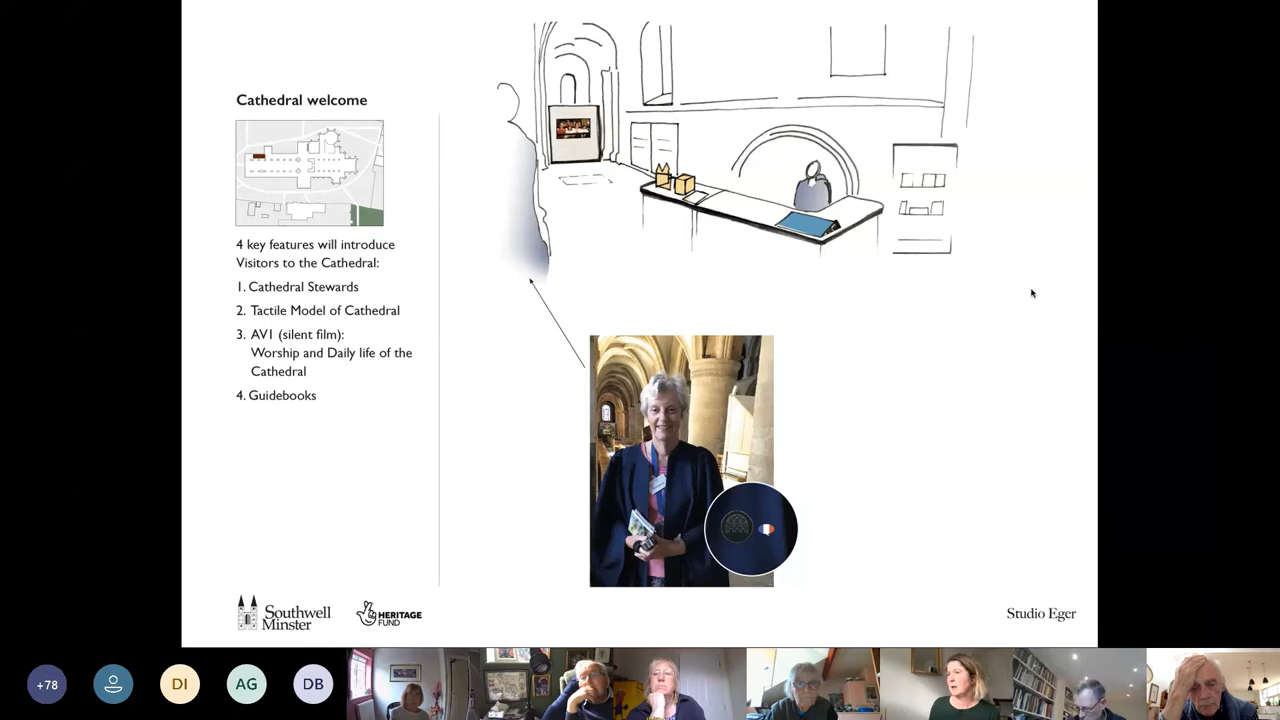 Cathedral welcome
4 key features will introduce
Visitors to the Cathedral:
1. Cathedral Stewards
2. Tactile Model of Cathedral
3. AV1 (silent film):
Worship and Daily life of the
Cathedral
4. Guidebooks
Southwell
Minster
HERITAGE
FUND
Studio Eger
+78
DI
AG
DB